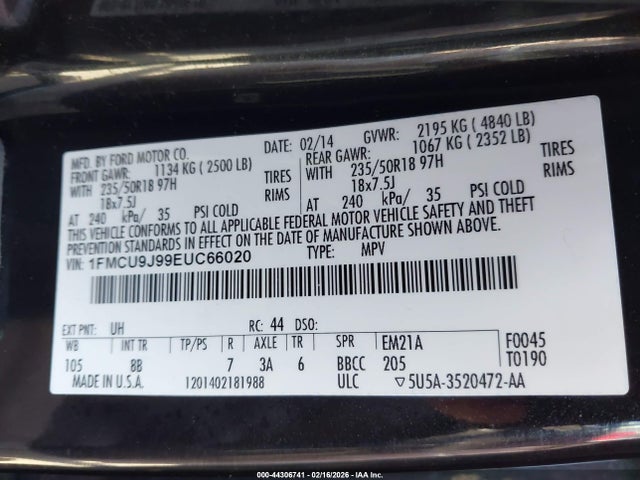 MFD. BY FORD MOTOR CO.
DATE: 02/14 GVWR: 2195 KG ( 4840 LB)
FRONT GAWR: 1134 KG ( 2500 LB) REAR GAWR: 1067 KG ( 2352 LB)
WITH 235/50R18 97H TIRES WITH 235/50R18 97H TIRES
18x7.5J RIMS 18x7.5J RIMS
AT 240 kPa/ 35 PSI COLD AT 240 kPa/ 35 PSI COLD
THIS VEHICLE CONFORMS TO ALL APPLICABLE FEDERAL MOTOR VEHICLE SAFETY AND THEFT
PREVENTION STANDARDS IN EFFECT ON THE DATE OF MANUFACTURE SHOWN ABOVE.
VIN: 1FMCU9J99EUC66020 TYPE: MPV
EXT PNT: UH RC: 44 DSO:
WB INT TR TP/PS R AXLE TR SPR EM21A F0045
105 8B 7 3A 6 BBCC 205 T0190
MADE IN U.S.A. 1201402181988 ULC ▽5U5A-3520472-AA
000-44306741 - 02/16/2026 - IAA Inc.